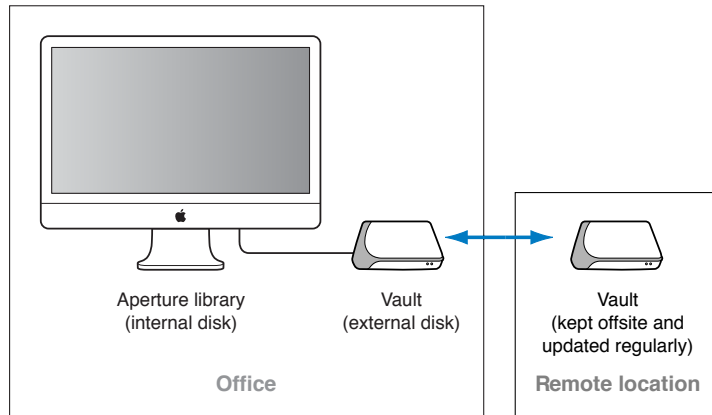 Aperture library
(internal disk)
Vault
(external disk)
Office
Vault
(kept offsite and
updated regularly)
Remote location